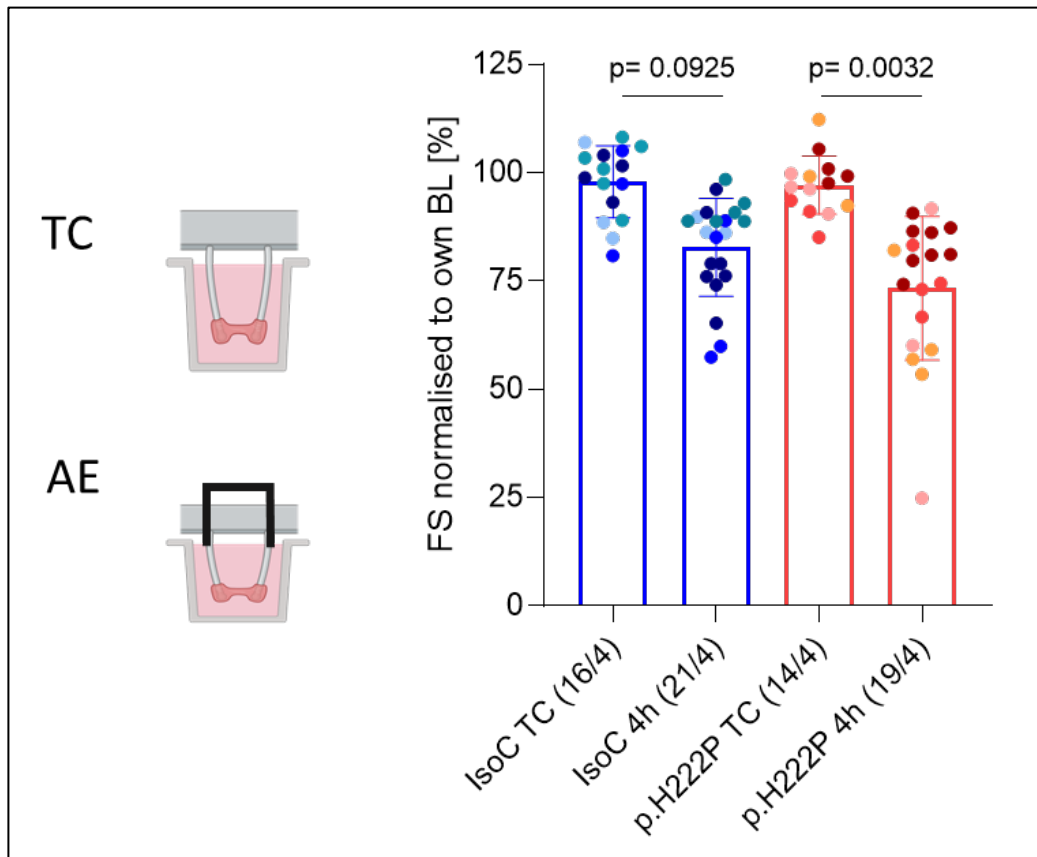 TC
AE
FS normalised to own BL [%]
125
100
75
50
25
0
p= 0.0925
p= 0.0032
IsoC TC (16/4)
IsoC 4h (21/4)
p.H222P TC (14/4)
p.H222P 4h (19/4)